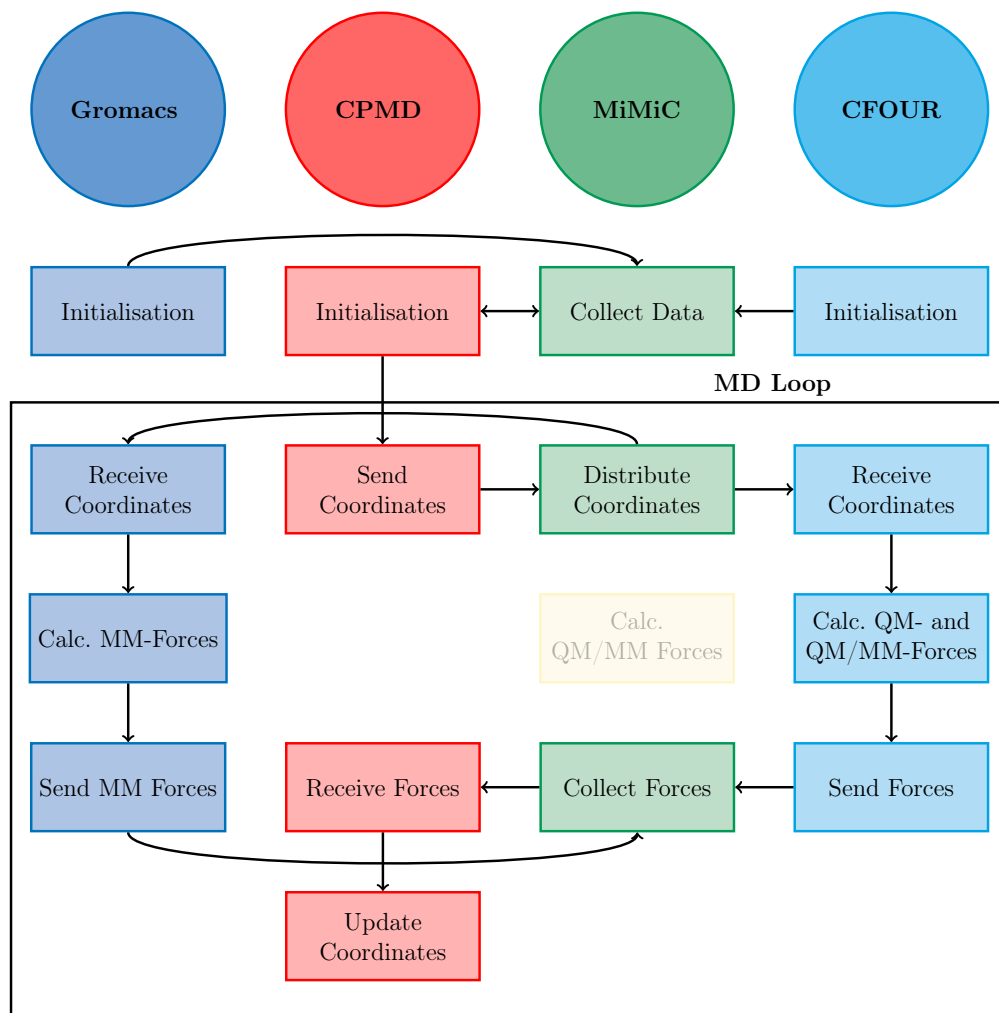 Gromacs
CPMD
MiMiC
CFOUR
Initialisation
Initialisation
Collect Data
Initialisation
MD Loop
Receive
Coordinates
Send
Coordinates
Distribute
Coordinates
Receive
Coordinates
Calc. MM-Forces
Calc.
QM/MM Forces
Calc. QM- and
QM/MM-Forces
Send MM Forces
Receive Forces
Collect Forces
Send Forces
Update
Coordinates